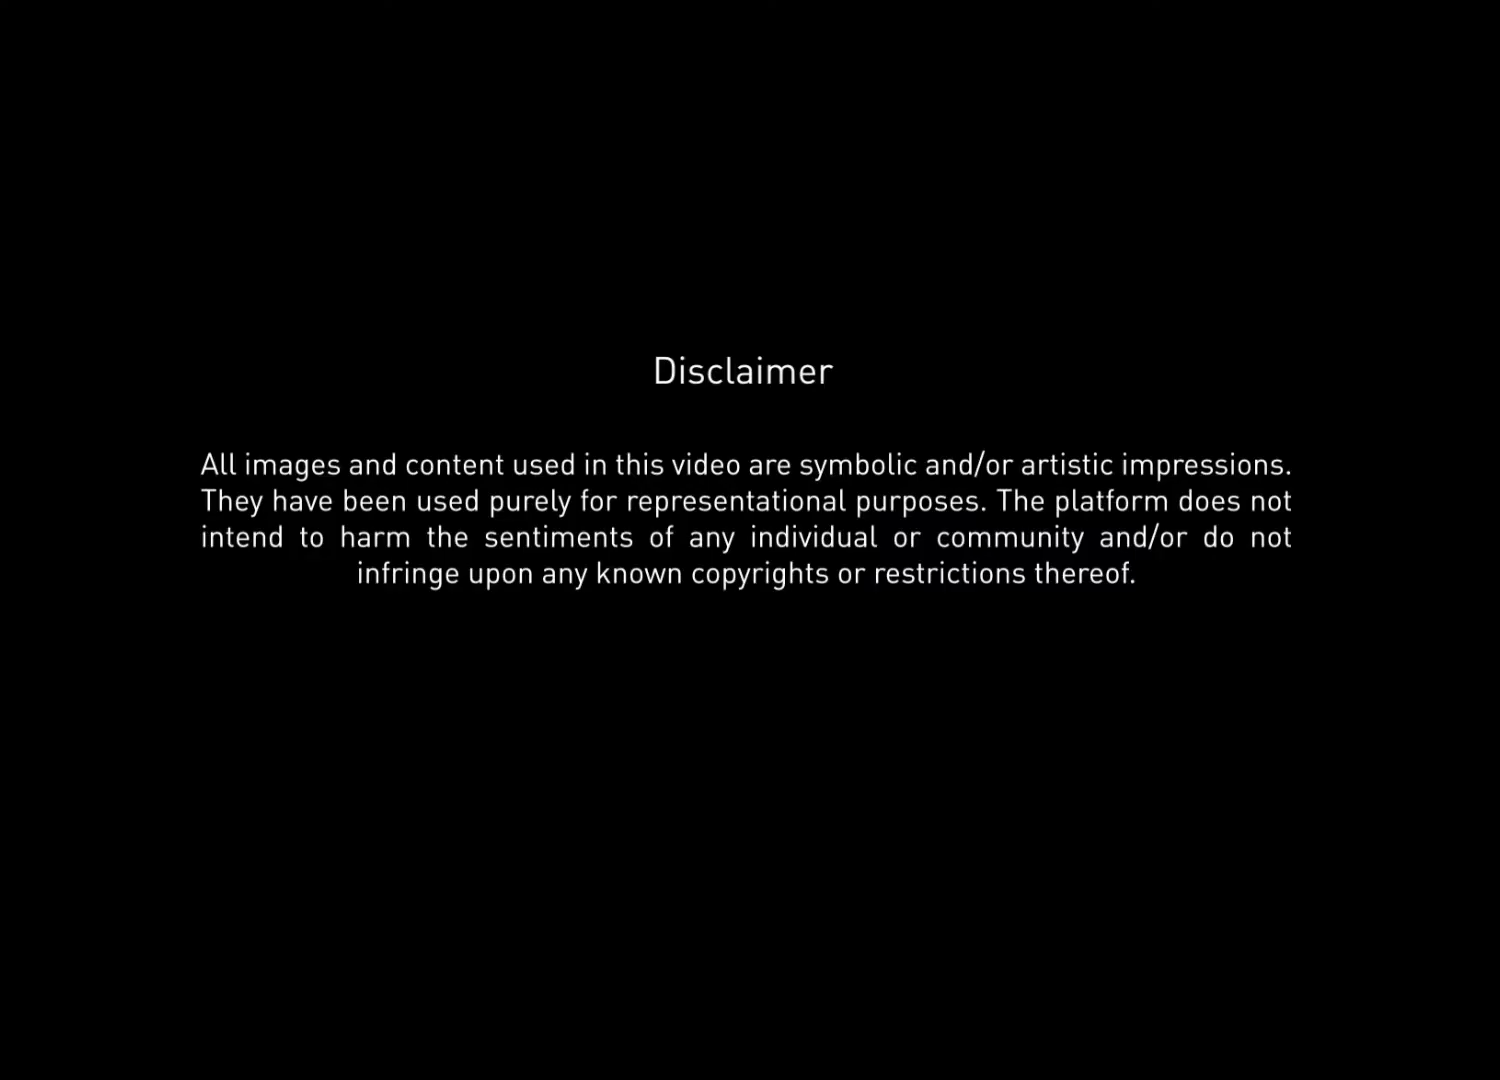 Disclaimer
All images and content used in this video are symbolic and/or artistic impressions.
They have been used purely for representational purposes. The platform does not
intend to harm the sentiments of any individual or community and/or do not
infringe upon any known copyrights or restrictions thereof.